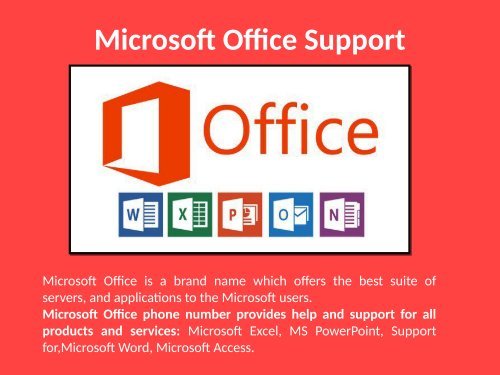 Microsoft Office Support
Office
W X P O N
Microsoft Office is a brand name which offers the best suite of
servers, and applications to the Microsoft users.
Microsoft Office phone number provides help and support for all
products and services: Microsoft Excel, MS PowerPoint, Support
for,Microsoft Word, Microsoft Access.